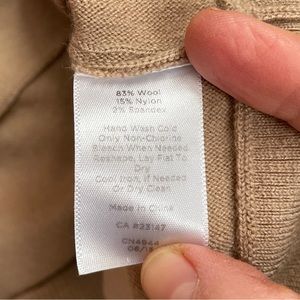 83% Wool
15% Nylon
2% Spandex
Hand Wash Cold
Only Non-Chlorine
Bleach When Needed
Reshape, Lay Flat To
Dry
Cool Iron, if Needed
Or Dry Clean
Made in China
CA #23147
CN4944